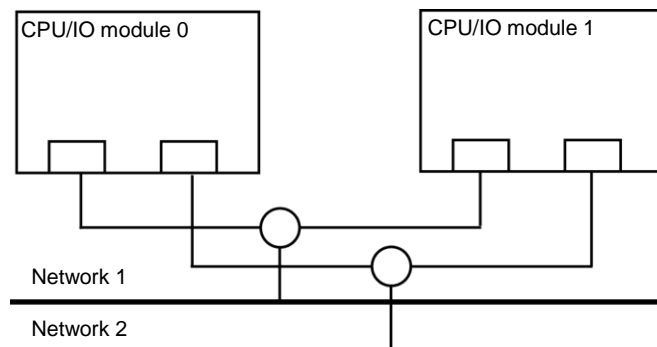 CPU/IO module 0
CPU/IO module 1
Network 1
Network 2